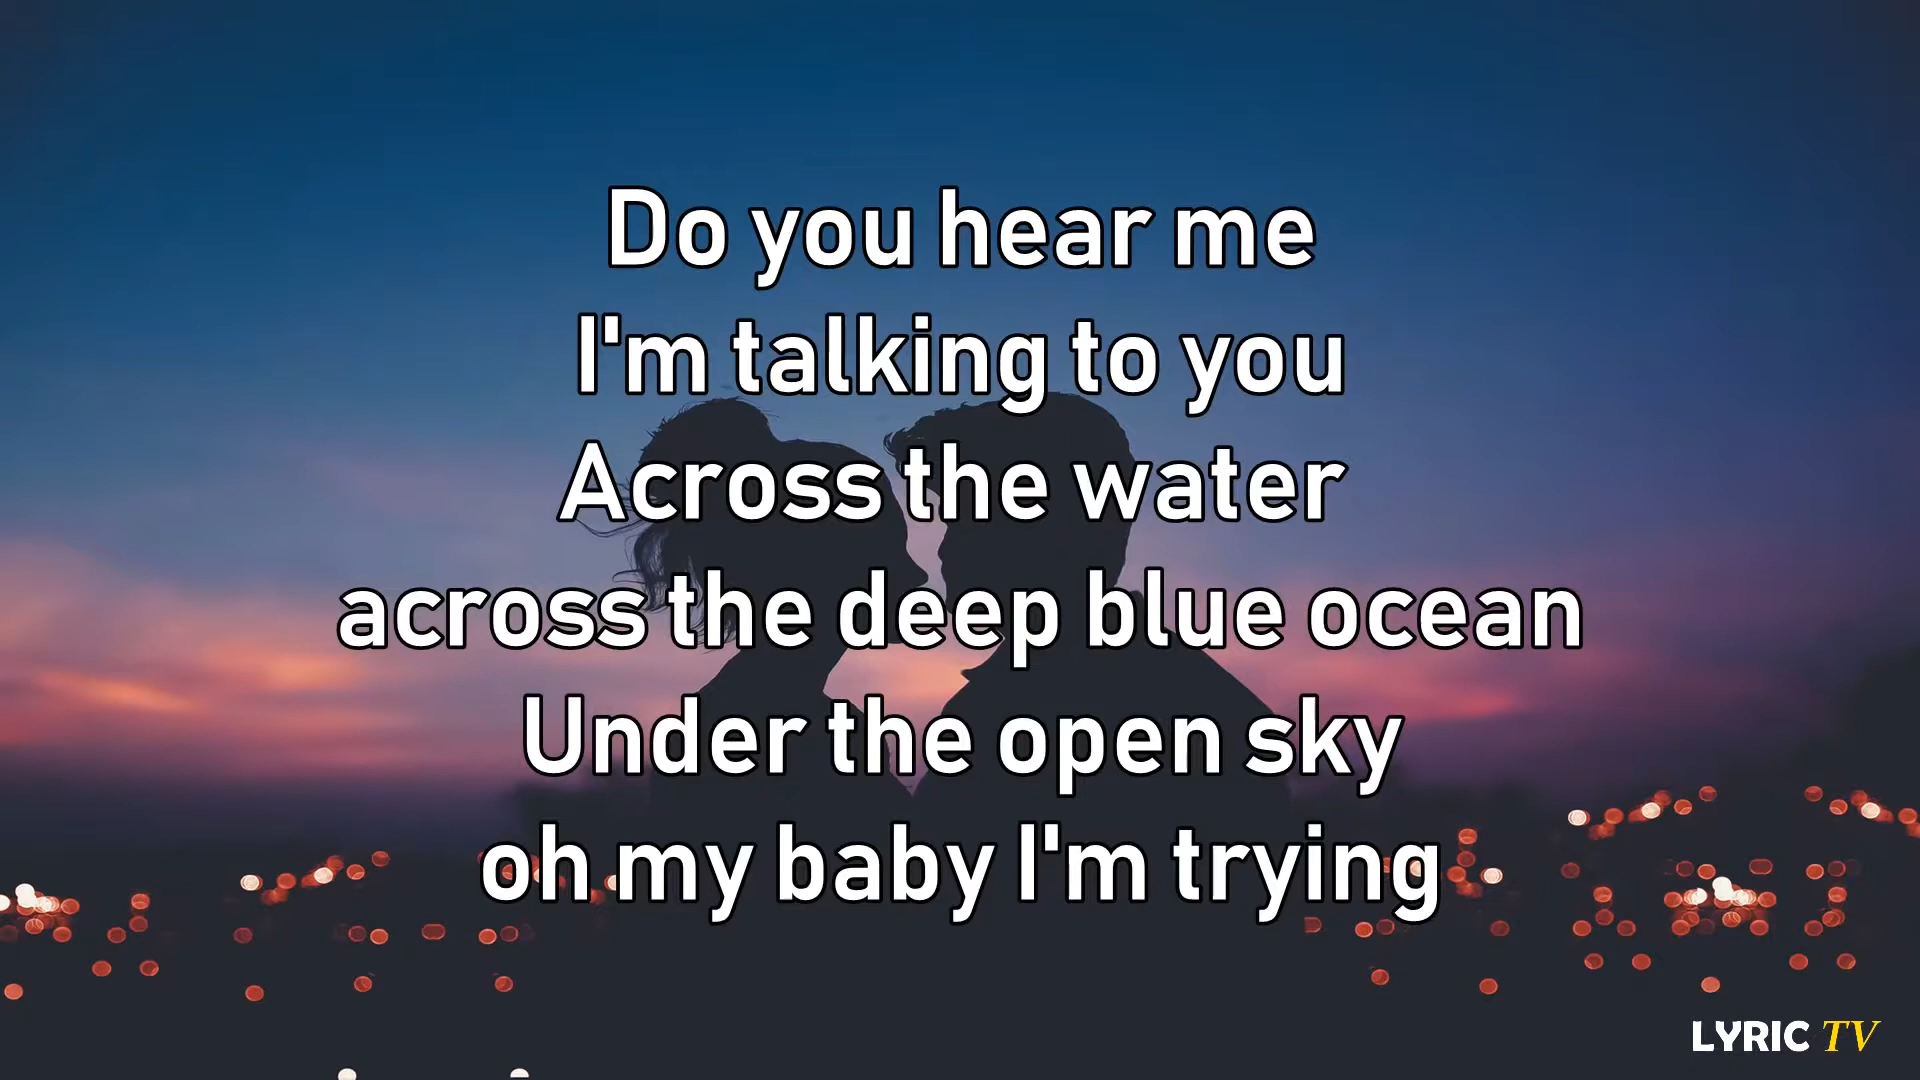 Do you hear me
I'm talking to you
Across the water
across the deep blue ocean
Under the open sky
oh my baby I'm trying
LYRIC TV